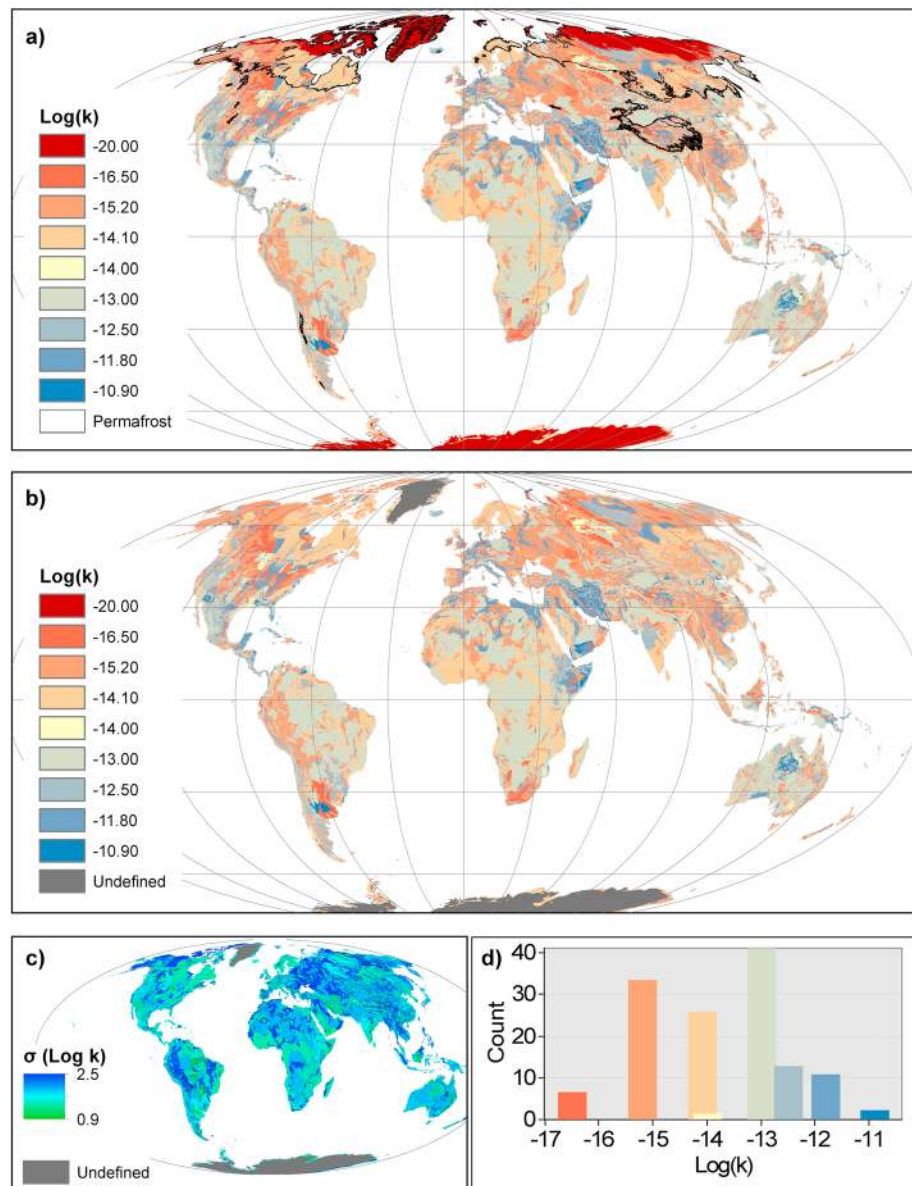 a)
Log(k)
-20.00
-16.50
-15.20
-14.10
-14.00
-13.00
-12.50
-11.80
-10.90
Permafrost
b)
Log(k)
-20.00
-16.50
-15.20
-14.10
-14.00
-13.00
-12.50
-11.80
-10.90
Undefined
c)
σ (Log k)
2.5
0.9
Undefined
d)
Count
40
30
20
10
0
-17 -16 -15 -14 -13 -12 -11
Log(k)